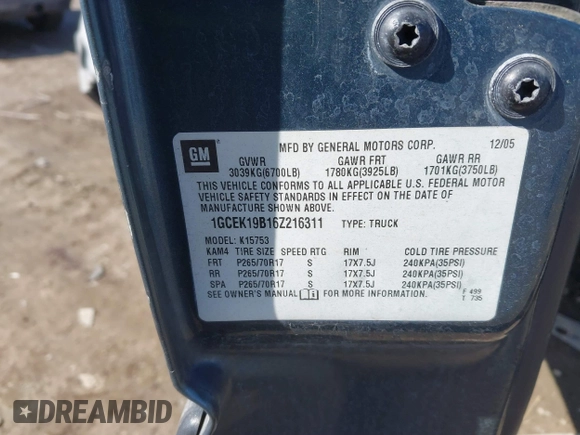 GM
MFD BY GENERAL MOTORS CORP. 12/05
GVWR GAWR FRT GAWR RR
3039KG(6700LB) 1780KG(3925LB) 1701KG(3750LB)
THIS VEHICLE CONFORMS TO ALL APPLICABLE U.S. FEDERAL MOTOR
VEHICLE SAFETY STANDARDS IN EFFECT ON THE DATE OF
MANUFACTURE SHOWN ABOVE.
1GCEK19B16Z216311 TYPE: TRUCK
MODEL: K15753
KAM4 TIRE SIZE SPEED RTG RIM COLD TIRE PRESSURE
FRT P265/70R17 S 17X7.5J 240KPA(35PSI)
RR P265/70R17 S 17X7.5J 240KPA(35PSI)
SPA P265/70R17 S 17X7.5J 240KPA(35PSI)
SEE OWNER'S MANUAL FOR MORE INFORMATION. F 499
T 735
DREAMBID